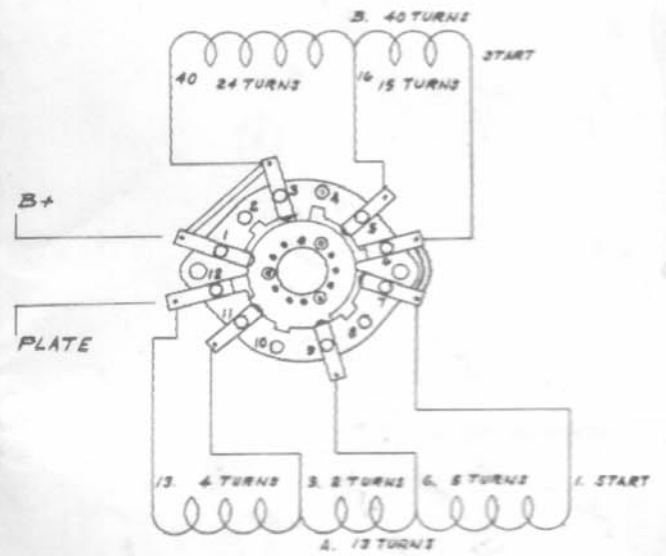 B. 40 TURNS
START
40
24 TURNS
16
15 TURNS
B+
PLATE
1
2
3
4
5
6
7
8
9
10
11
12
13. 4 TURNS
9. 2 TURNS
6. 5 TURNS
1. START
A. 13 TURNS